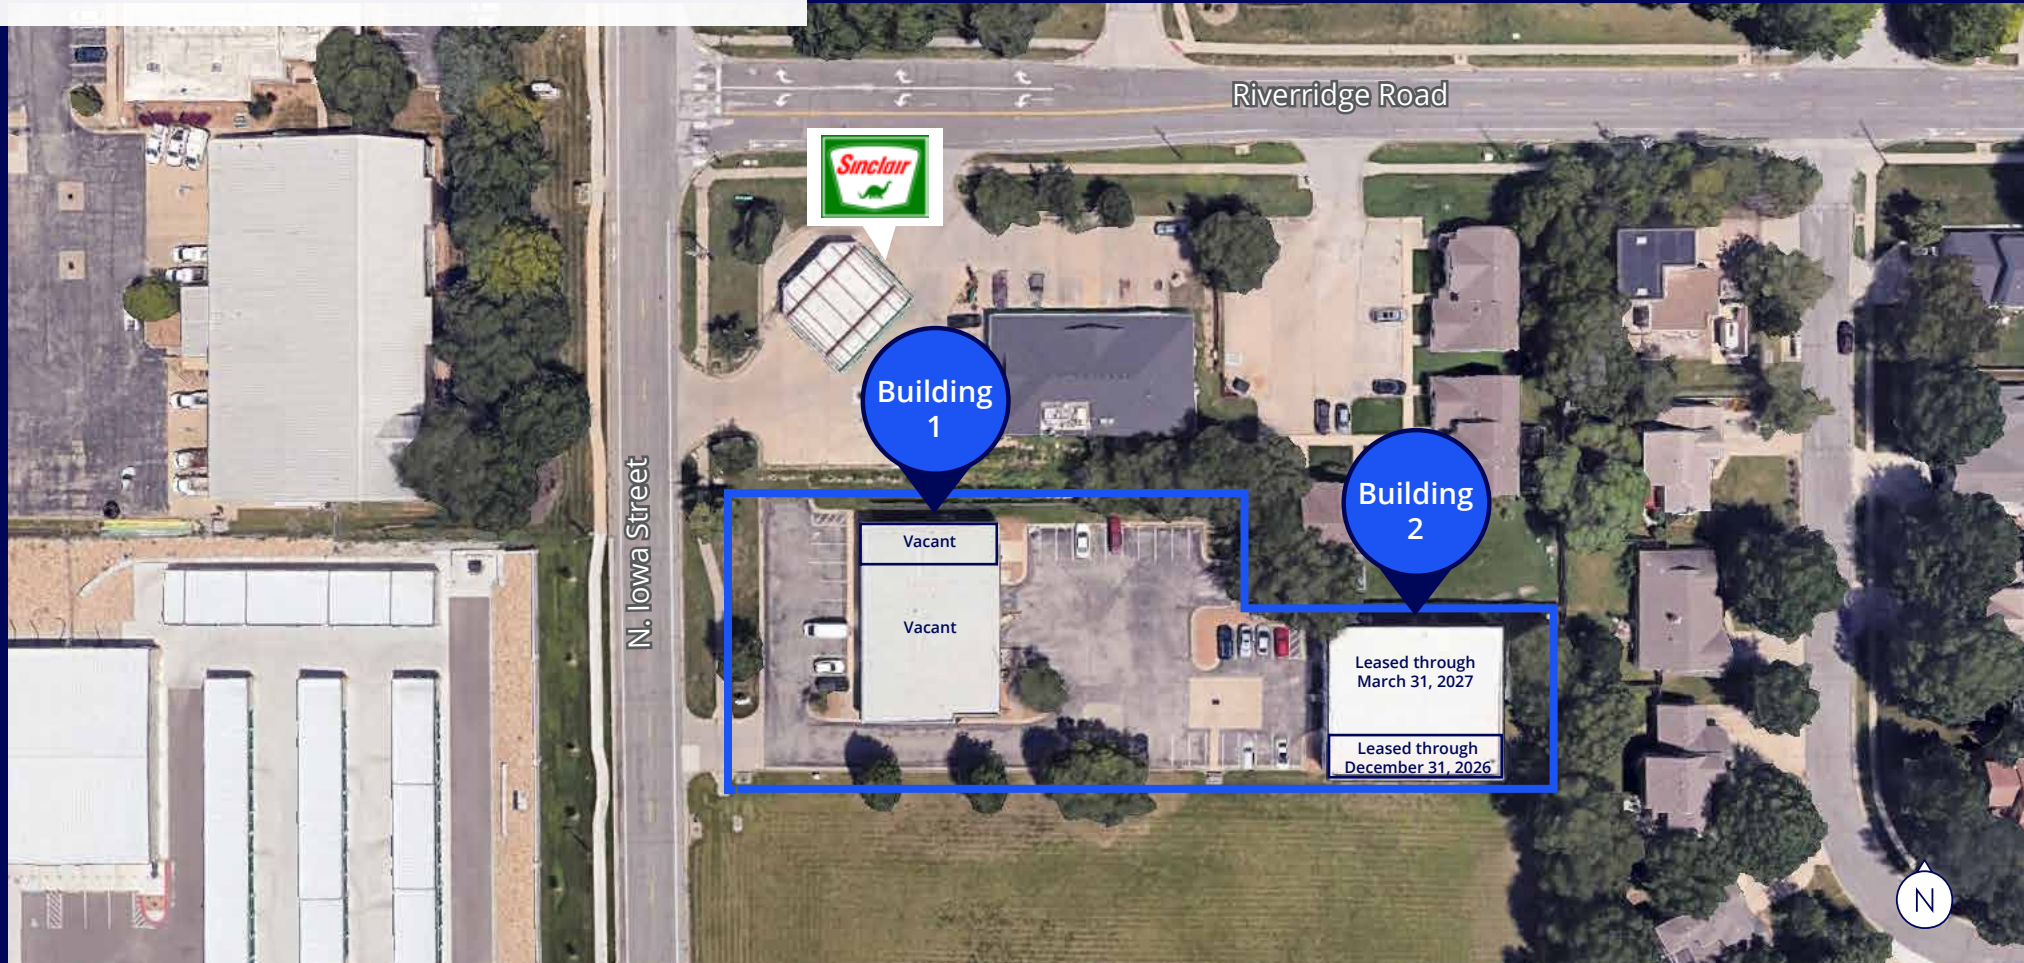 Riverridge Road
Sinclair
Building
1
N. Iowa Street
Building
2
Vacant
Vacant
Leased through
March 31, 2027
Leased through
December 31, 2026
N